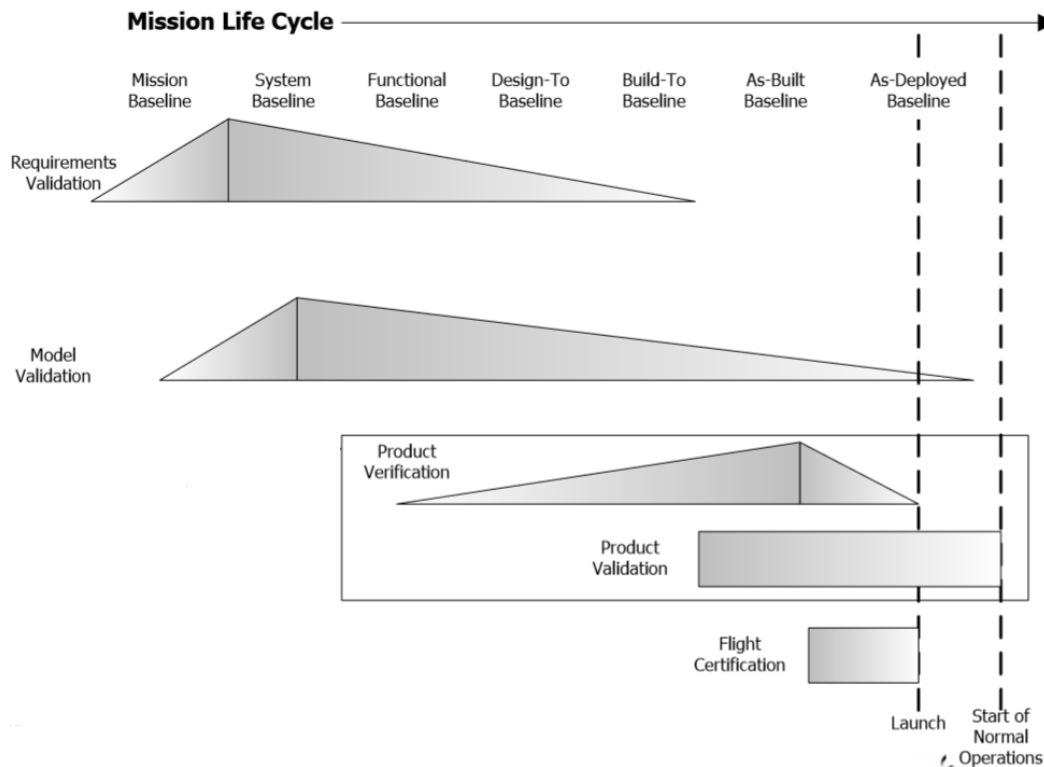 Mission Life Cycle
Mission
Baseline
System
Baseline
Functional
Baseline
Design-To
Baseline
Build-To
Baseline
As-Built
Baseline
As-Deployed
Baseline
Requirements
Validation
Model
Validation
Product
Verification
Product
Validation
Flight
Certification
Launch
Start of
Normal
Operations